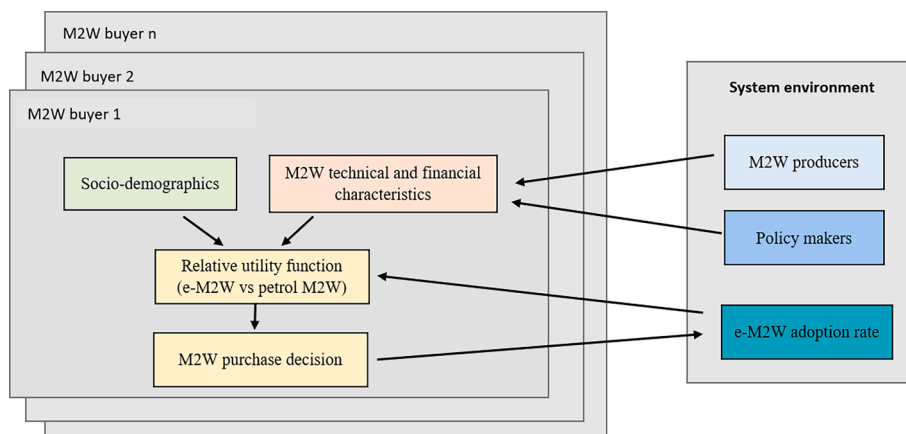 M2W buyer n
M2W buyer 2
M2W buyer 1
Socio-demographics
M2W technical and financial
characteristics
Relative utility function
(e-M2W vs petrol M2W)
M2W purchase decision
System environment
M2W producers
Policy makers
e-M2W adoption rate